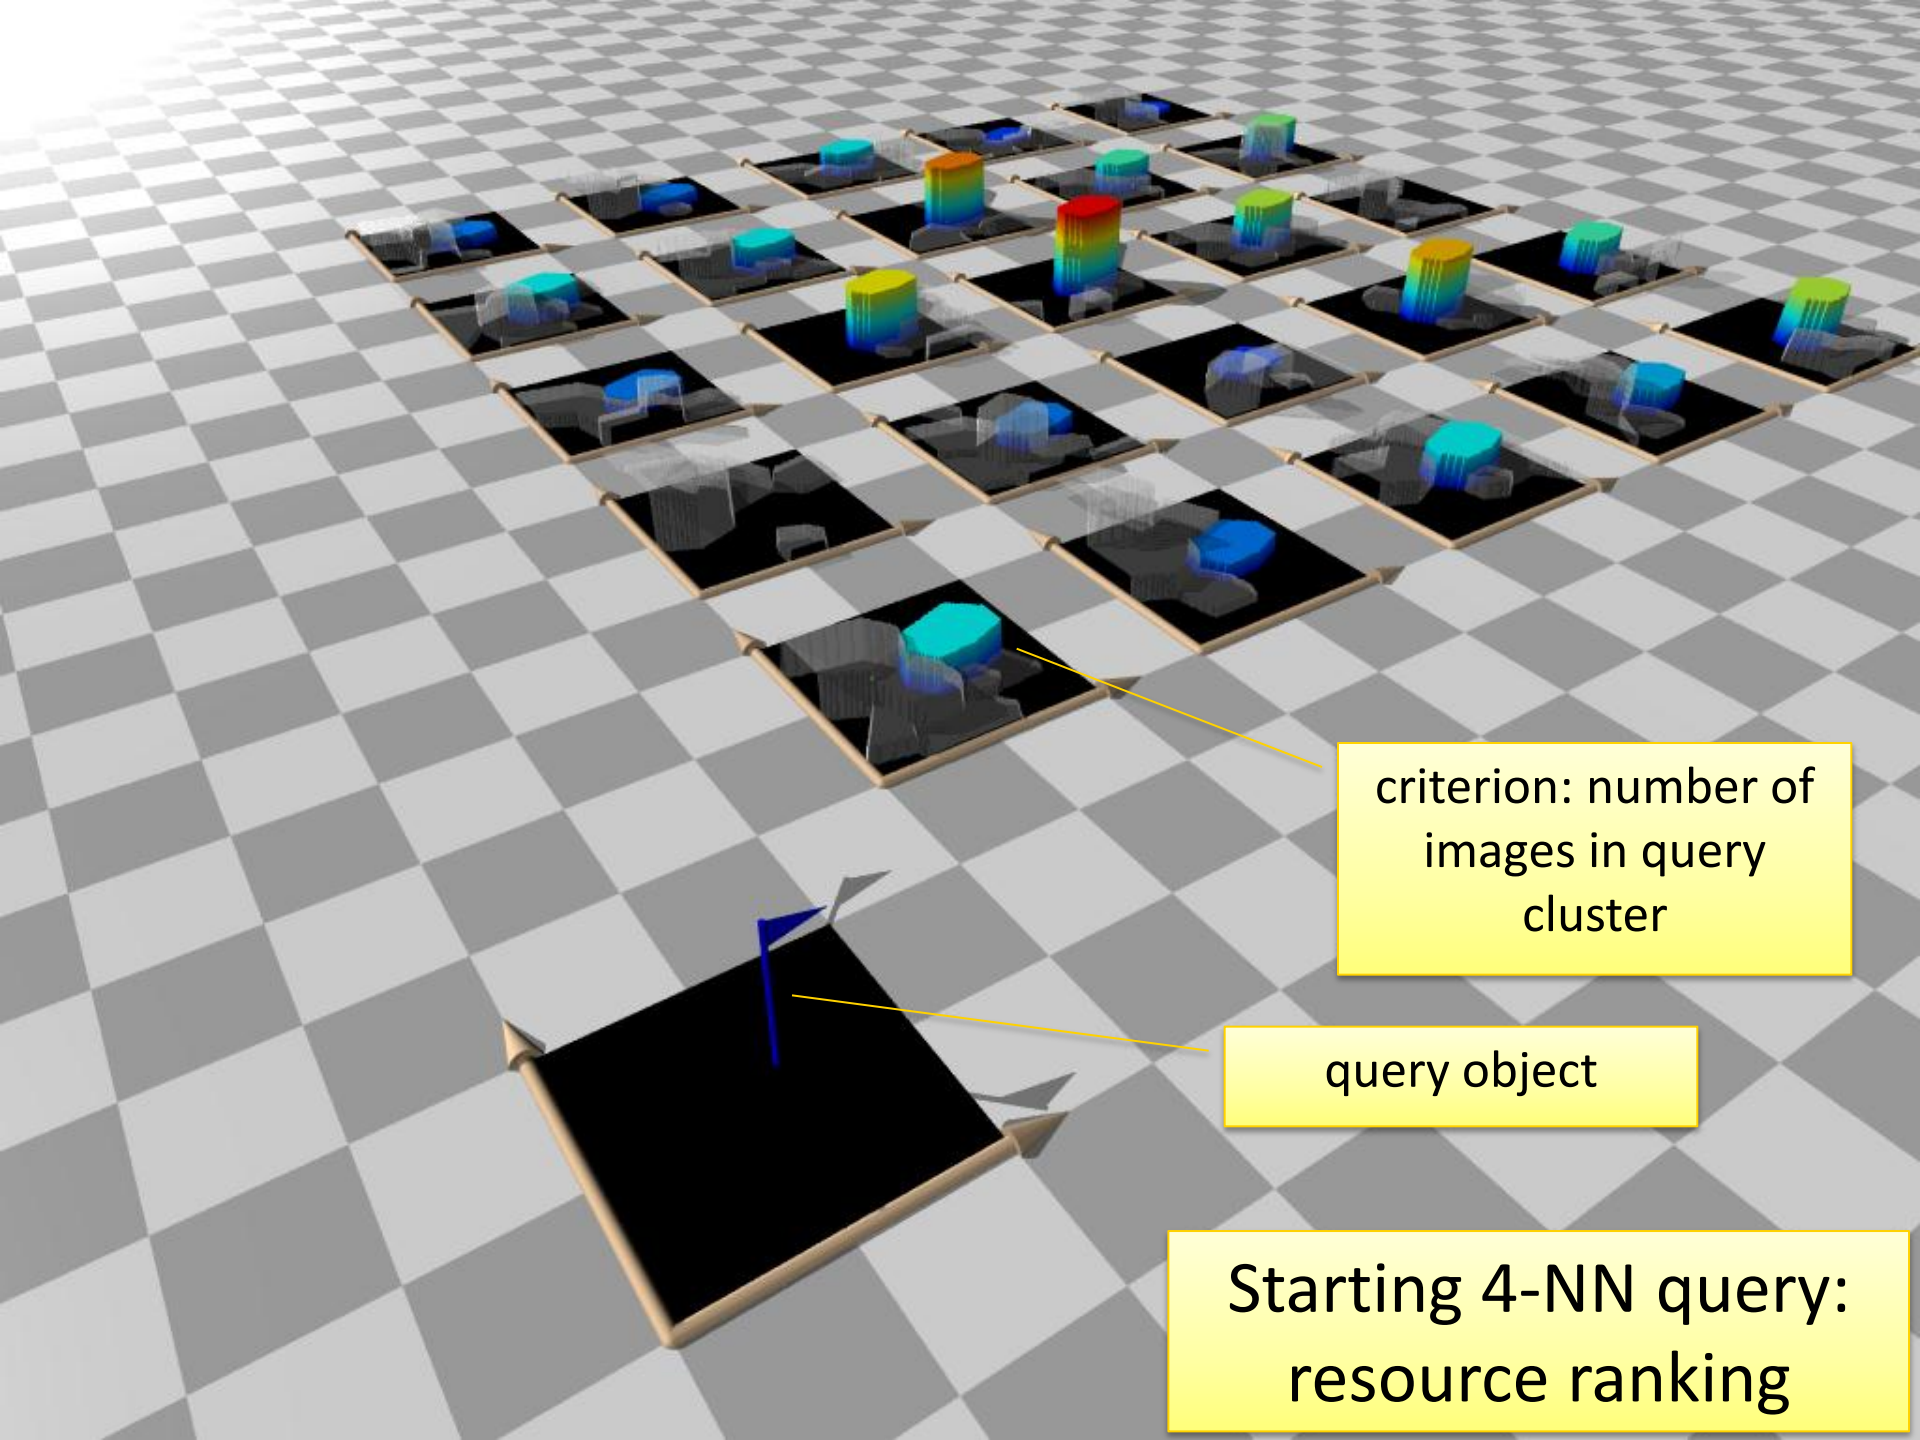 criterion: number of
images in query
cluster
query object
Starting 4-NN query:
resource ranking